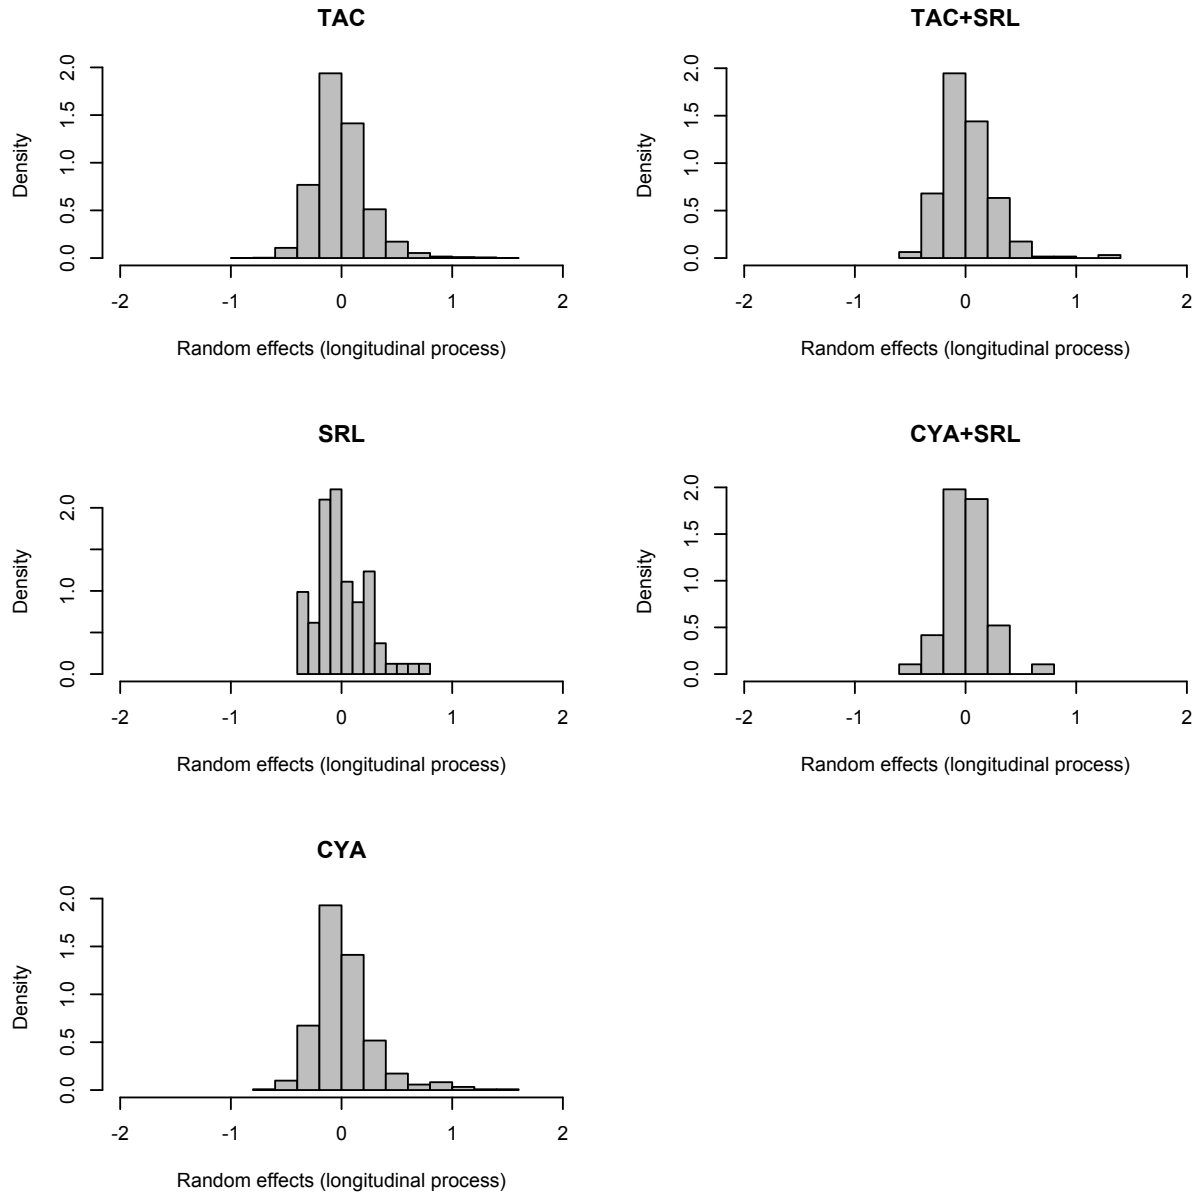 TAC
Density
0.0 0.5 1.0 1.5 2.0
-2 -1 0 1 2
Random effects (longitudinal process)
TAC+SRL
Density
0.0 0.5 1.0 1.5 2.0
-2 -1 0 1 2
Random effects (longitudinal process)
SRL
Density
0.0 1.0 2.0
-2 -1 0 1 2
Random effects (longitudinal process)
CYA+SRL
Density
0.0 0.5 1.0 1.5 2.0
-2 -1 0 1 2
Random effects (longitudinal process)
CYA
Density
0.0 0.5 1.0 1.5 2.0
-2 -1 0 1 2
Random effects (longitudinal process)